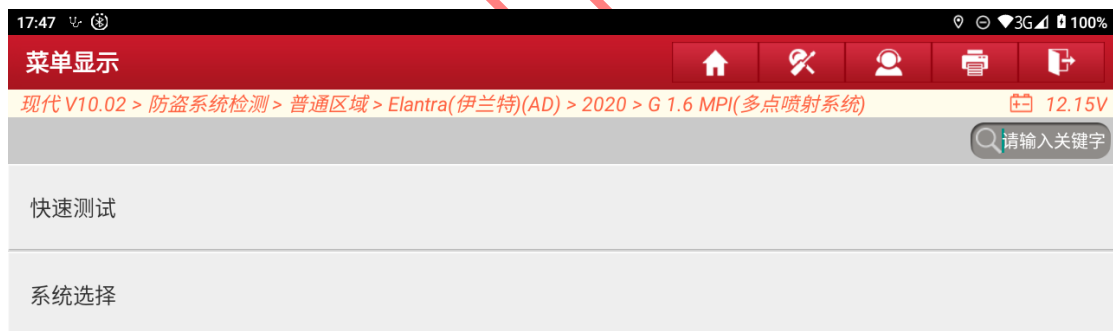 17:47 3G 100%
菜单显示
现代 V10.02 > 防盗系统检测 > 普通区域 > Elantra(伊兰特)(AD) > 2020 > G 1.6 MPI(多点喷射系统) 12.15V
请输入关键字
快速测试
系统选择